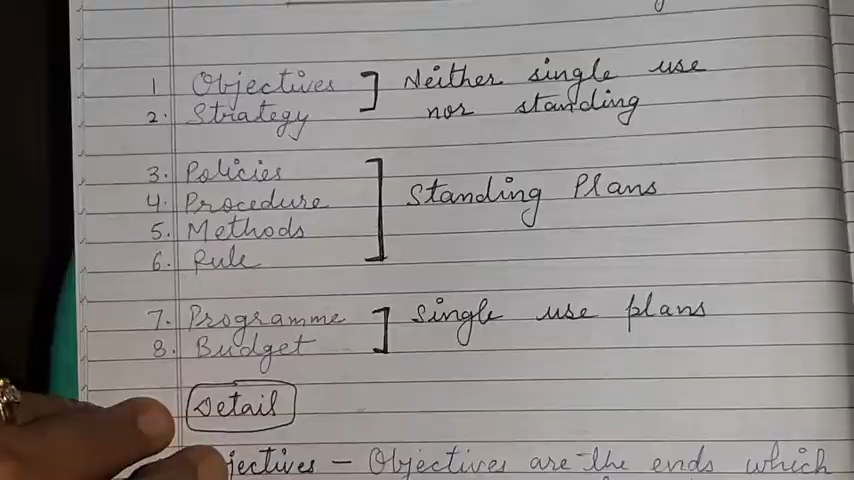 1 Objectives ] Neither single use
2. Strategy nor standing
3. Policies
4. Procedure ] Standing Plans
5. Methods
6. Rule
7. Programme ] Single use plans
8. Budget
Detail
jectives — Objectives are the ends which